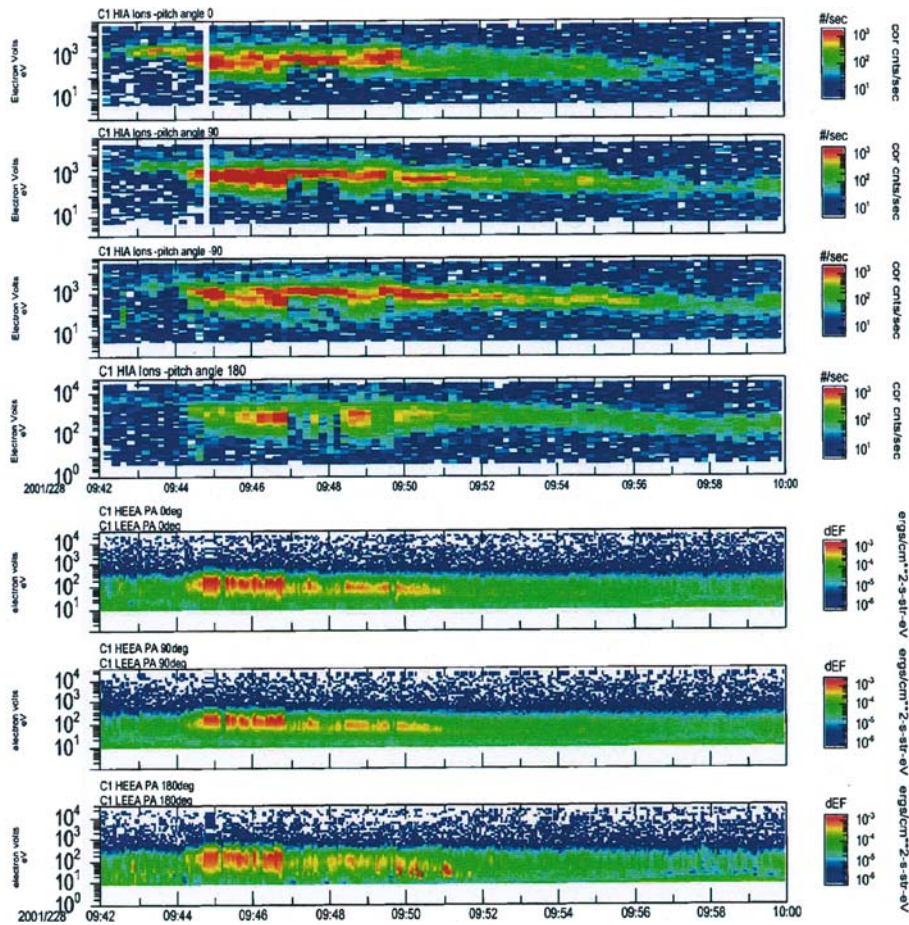 C1 HIA Ions -pitch angle 0
Electron Volts
eV
10³
10¹
#/sec
10³
10²
10¹
cor cnts/sec
C1 HIA Ions -pitch angle 90
Electron Volts
eV
10³
10¹
#/sec
10³
10²
10¹
cor cnts/sec
C1 HIA Ions -pitch angle -90
Electron Volts
eV
10³
10¹
#/sec
10³
10²
10¹
cor cnts/sec
C1 HIA Ions -pitch angle 180
Electron Volts
eV
10⁴
10²
10⁰
#/sec
10³
10²
10¹
cor cnts/sec
2001/228
09:42 09:44 09:46 09:48 09:50 09:52 09:54 09:56 09:58 10:00
C1 HEEA PA 0deg
C1 LEEA PA 0deg
electron volts
eV
10⁴
10³
10²
10¹
dEF
10⁻³
10⁻⁴
10⁻⁵
10⁻⁶
ergs/cm**2-s-str-eV
C1 HEEA PA 90deg
C1 LEEA PA 90deg
electron volts
eV
10⁴
10³
10²
10¹
dEF
10⁻³
10⁻⁴
10⁻⁵
10⁻⁶
ergs/cm**2-s-str-eV
C1 HEEA PA 180deg
C1 LEEA PA 180deg
electron volts
eV
10⁴
10³
10²
10¹
10⁰
dEF
10⁻³
10⁻⁴
10⁻⁵
10⁻⁶
ergs/cm**2-s-str-eV
2001/228
09:42 09:44 09:46 09:48 09:50 09:52 09:54 09:56 09:58 10:00